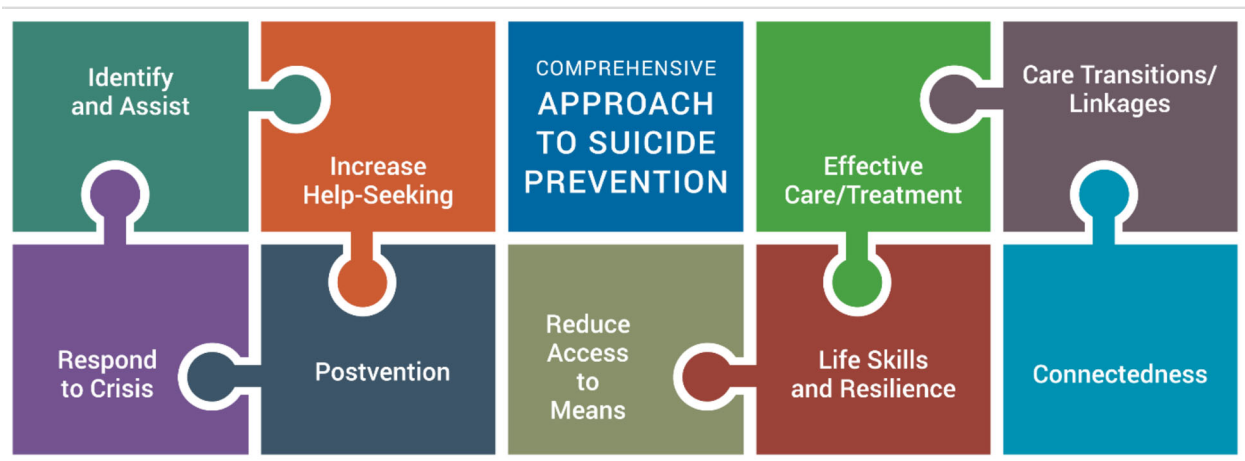 Identify
and Assist
Increase
Help-Seeking
COMPREHENSIVE
APPROACH
TO SUICIDE
PREVENTION
Effective
Care/Treatment
Care Transitions/
Linkages
Respond
to Crisis
Postvention
Reduce
Access
to
Means
Life Skills
and Resilience
Connectedness